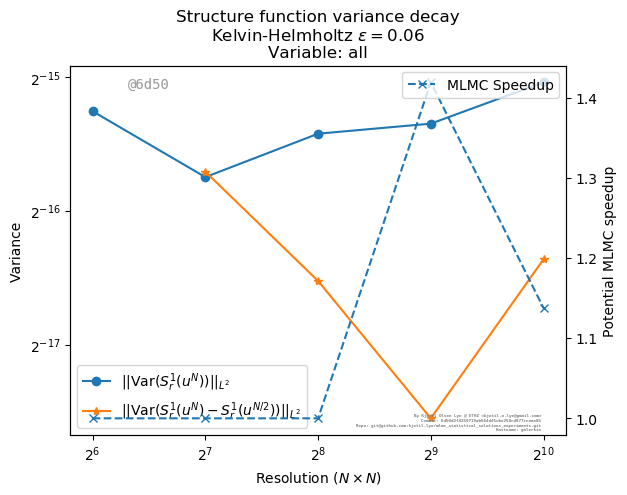 Structure function variance decay
Kelvin-Helmholtz ε = 0.06
Variable: all
@6d50
MLMC Speedup
2^{-15}
2^{-16}
2^{-17}
Variance
1.4
1.3
1.2
1.1
1.0
Potential MLMC speedup
||Var(S_r^1(u^N))||_{L^2}
||Var(S_r^1(u^N) − S_r^1(u^{N/2}))||_{L^2}
2^6
2^7
2^8
2^9
2^{10}
Resolution (N × N)